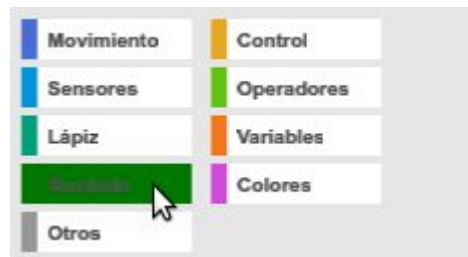 Movimiento Control
Sensores Operadores
Lápiz Variables
Colores
Otros